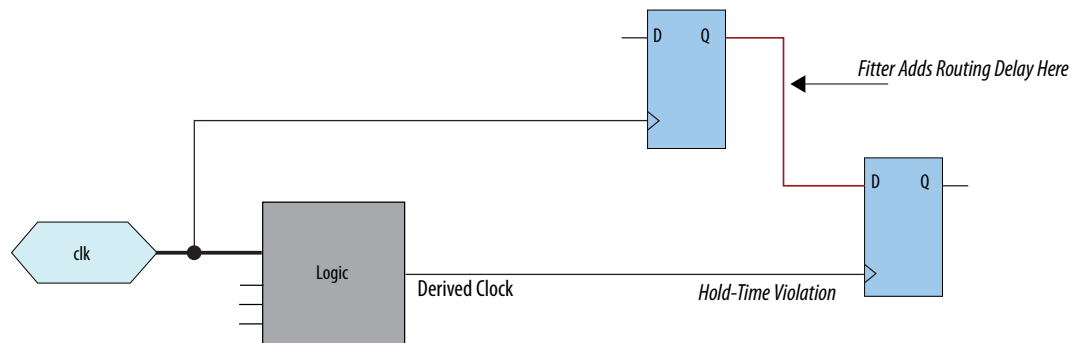 D Q
Fitter Adds Routing Delay Here
D Q
clk
Logic
Derived Clock
Hold-Time Violation